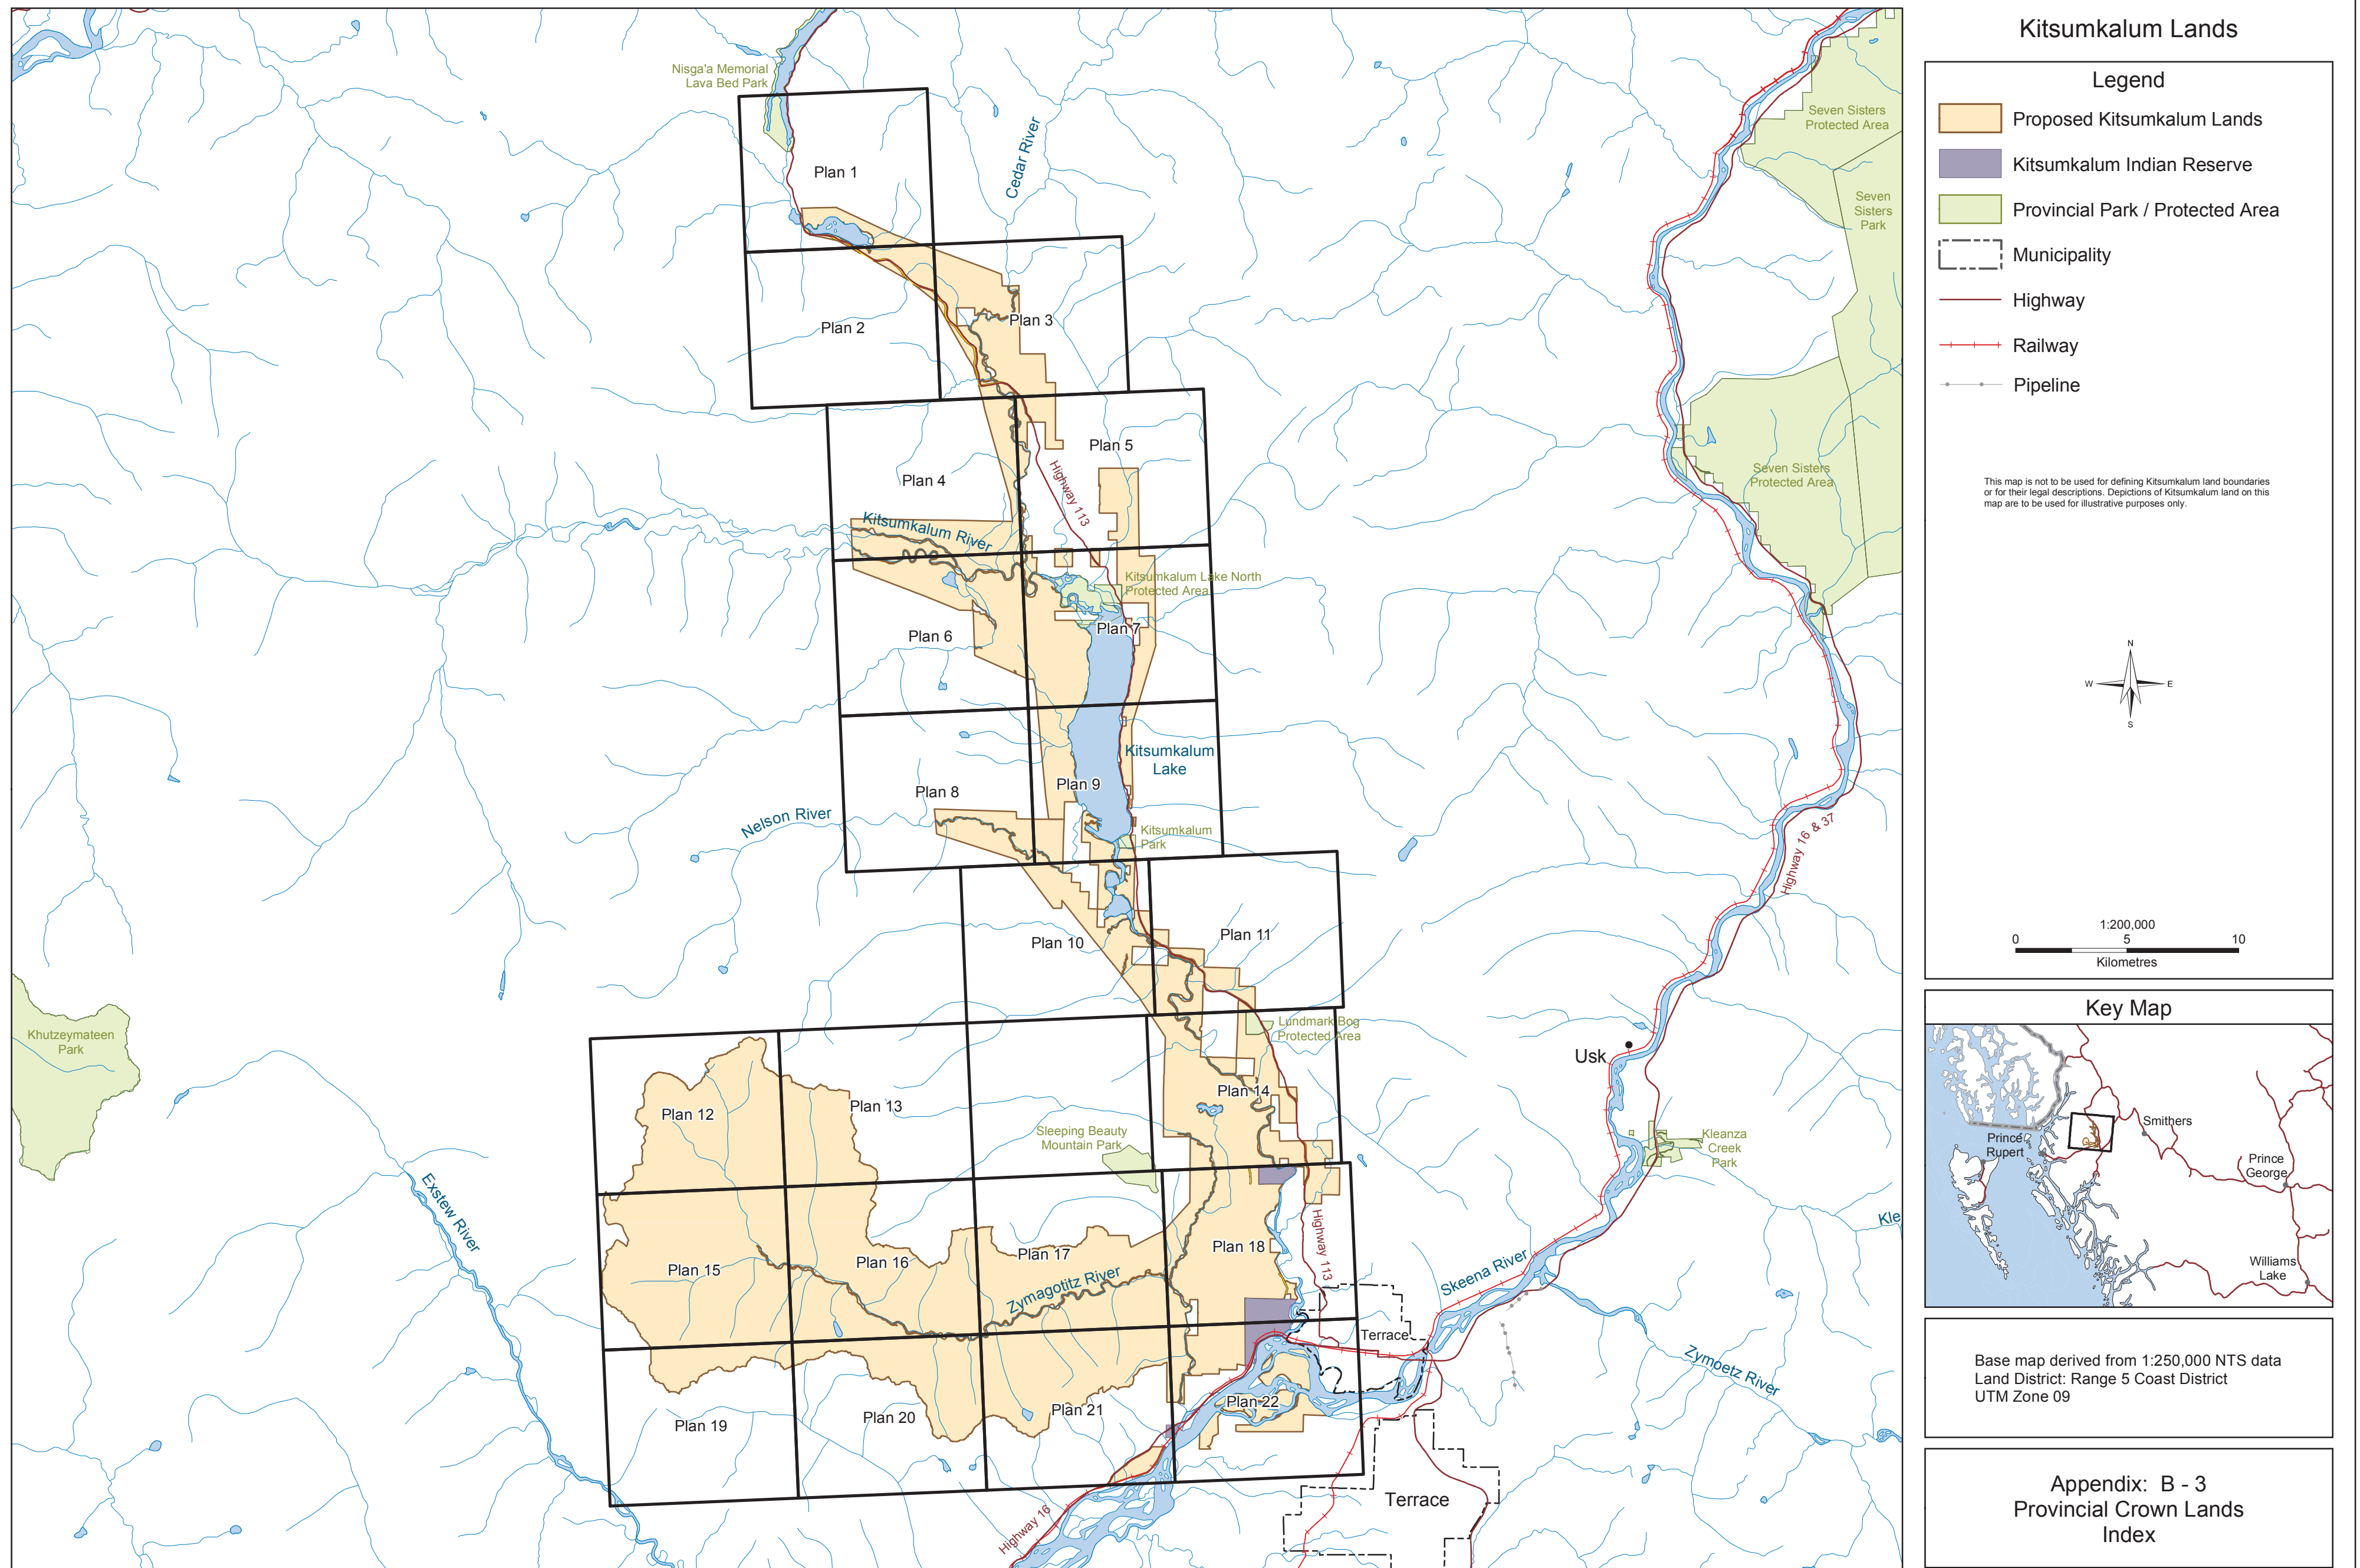 Nisga'a Memorial
Lava Bed Park
Plan 1
Cedar River
Plan 2
Plan 3
Plan 4
Plan 5
Highway 113
Kitsumkalum River
Kitsumkalum Lake North
Protected Area
Plan 6
Plan 7
Kitsumkalum
Lake
Plan 8
Plan 9
Nelson River
Kitsumkalum
Park
Plan 10
Plan 11
Lundmark Bog
Protected Area
Khutzeymateen
Park
Plan 12
Plan 13
Plan 14
Sleeping Beauty
Mountain Park
Exstew River
Plan 15
Plan 16
Plan 17
Plan 18
Zymagotitz River
Highway 113
Plan 19
Plan 20
Plan 21
Plan 22
Terrace
Terrace
Highway 16
Skeena River
Zymoetz River
Kle
Usk
Kleanza
Creek
Park
Highway 16 & 37
Seven Sisters
Protected Area
Seven
Sisters
Park
Seven Sisters
Protected Area
Kitsumkalum Lands
Legend
Proposed Kitsumkalum Lands
Kitsumkalum Indian Reserve
Provincial Park / Protected Area
Municipality
Highway
Railway
Pipeline
This map is not to be used for defining Kitsumkalum land boundaries
or for their legal descriptions. Depictions of Kitsumkalum land on this
map are to be used for illustrative purposes only.
N
W E
S
1:200,000
0 5 10
Kilometres
Key Map
Smithers
Prince
Rupert
Prince
George
Williams
Lake
Base map derived from 1:250,000 NTS data
Land District: Range 5 Coast District
UTM Zone 09
Appendix: B - 3
Provincial Crown Lands
Index